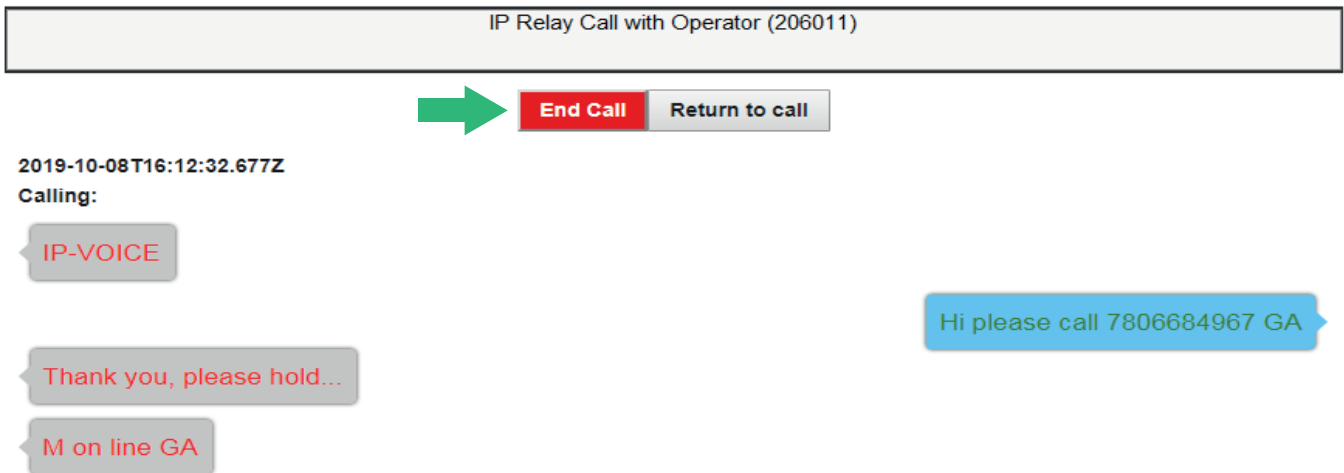 IP Relay Call with Operator (206011)
End Call Return to call
2019-10-08T16:12:32.677Z
Calling:
IP-VOICE
Hi please call 7806684967 GA
Thank you, please hold...
M on line GA